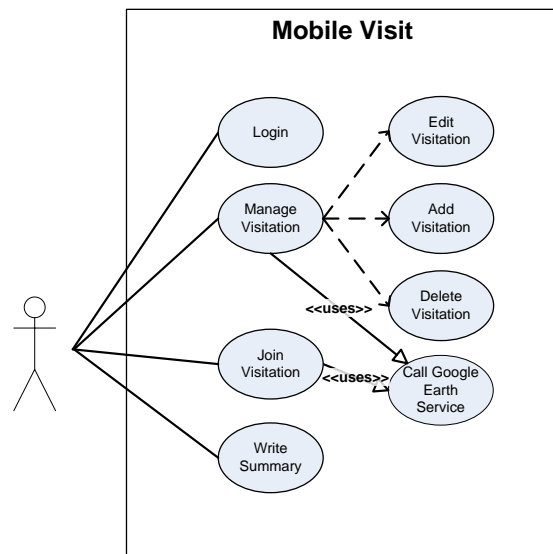 Mobile Visit
Login
Edit
Visitation
Manage
Visitation
Add
Visitation
Delete
Visitation
<<uses>>
Join
Visitation
<<uses>>
Call Google
Earth
Service
Write
Summary